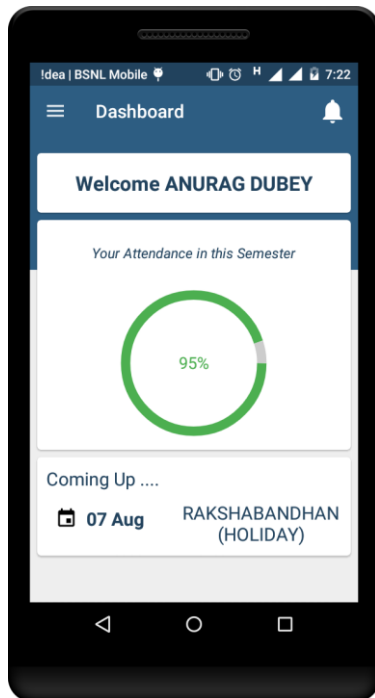 !dea | BSNL Mobile H 7:22
Dashboard
Welcome ANURAG DUBEY
Your Attendance in this Semester
95%
Coming Up ....
07 Aug RAKSHABANDHAN
(HOLIDAY)